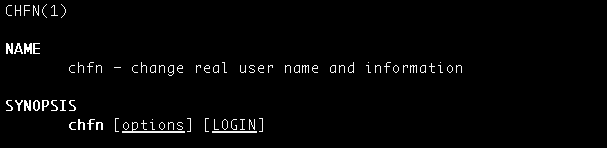 CHFN(1)
NAME
chfn – change real user name and information
SYNOPSIS
chfn [options] [LOGIN]